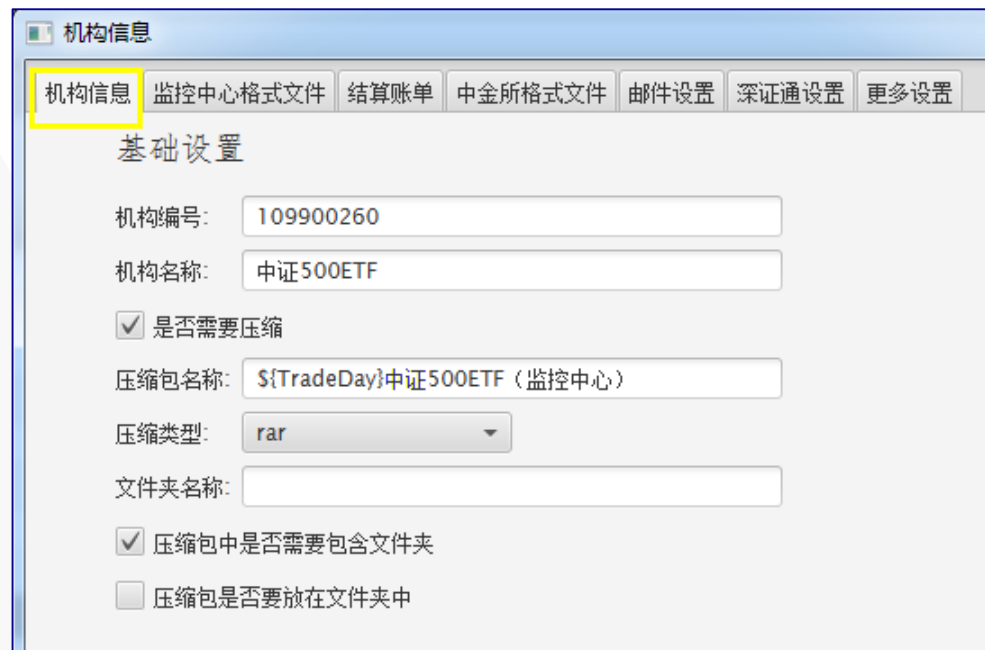 机构信息
机构信息 监控中心格式文件 结算账单 中金所格式文件 邮件设置 深证通设置 更多设置
基础设置
机构编号: 109900260
机构名称: 中证500ETF
是否需要压缩
压缩包名称: ${TradeDay}中证500ETF（监控中心）
压缩类型: rar
文件夹名称:
压缩包中是否需要包含文件夹
压缩包是否要放在文件夹中